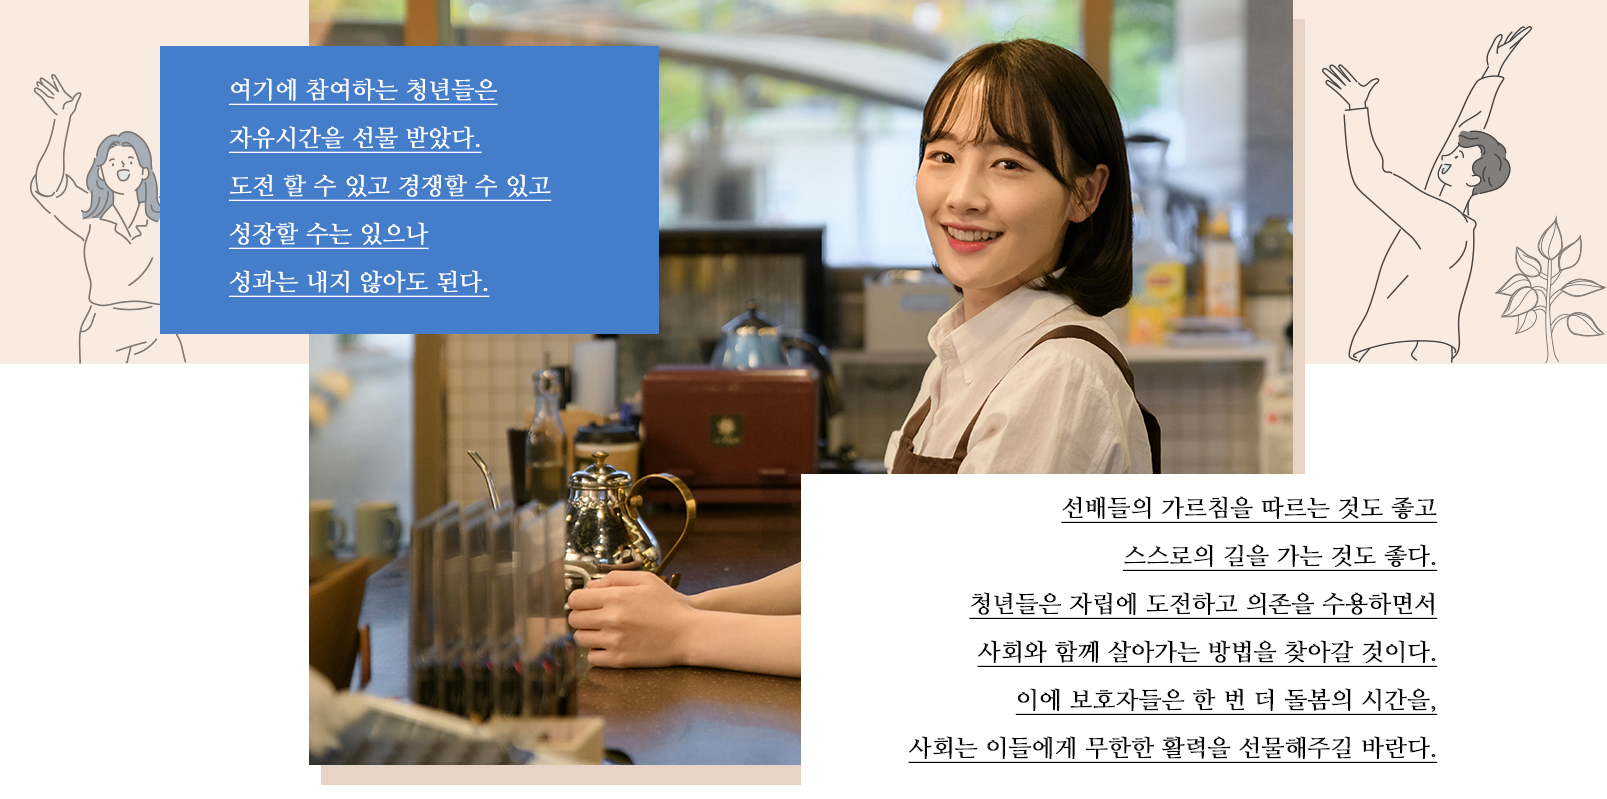 여기에 참여하는 청년들은
자유시간을 선물 받았다.
도전 할 수 있고 경쟁할 수 있고
성장할 수는 있으나
성과는 내지 않아도 된다.
선배들의 가르침을 따르는 것도 좋고
스스로의 길을 가는 것도 좋다.
청년들은 자립에 도전하고 의존을 수용하면서
사회와 함께 살아가는 방법을 찾아갈 것이다.
이에 보호자들은 한 번 더 돌봄의 시간을,
사회는 이들에게 무한한 활력을 선물해주길 바란다.